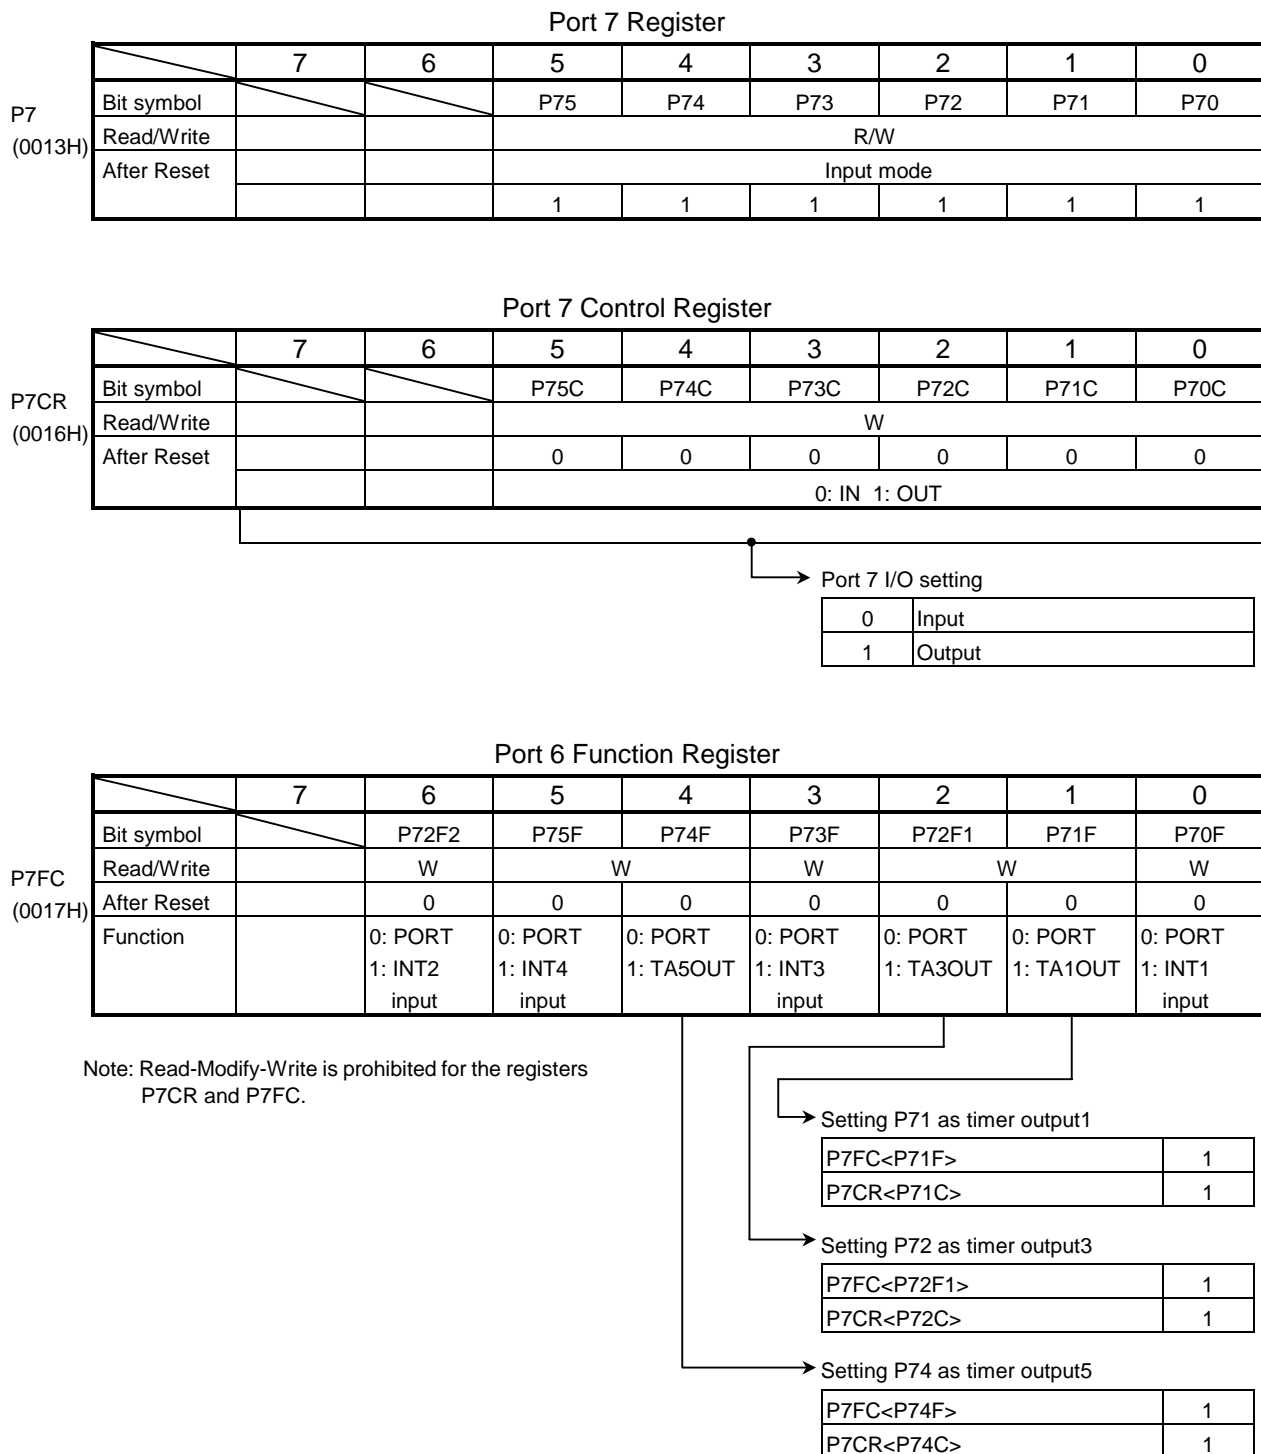 Port 7 Register
7 6 5 4 3 2 1 0
P7
(0013H)
Bit symbol P75 P74 P73 P72 P71 P70
Read/Write R/W
After Reset Input mode
1 1 1 1 1 1
Port 7 Control Register
7 6 5 4 3 2 1 0
P7CR
(0016H)
Bit symbol P75C P74C P73C P72C P71C P70C
Read/Write W
After Reset 0 0 0 0 0 0
0: IN 1: OUT
Port 7 I/O setting
0 Input
1 Output
Port 6 Function Register
7 6 5 4 3 2 1 0
P7FC
(0017H)
Bit symbol P72F2 P75F P74F P73F P72F1 P71F P70F
Read/Write W W W W W
After Reset 0 0 0 0 0 0 0
Function 0: PORT 0: PORT 0: PORT 0: PORT 0: PORT 0: PORT 0: PORT
1: INT2 1: INT4 1: TA5OUT 1: INT3 1: TA3OUT 1: TA1OUT 1: INT1
input input input input
Note: Read-Modify-Write is prohibited for the registers
P7CR and P7FC.
Setting P71 as timer output1
P7FC<P71F> 1
P7CR<P71C> 1
Setting P72 as timer output3
P7FC<P72F1> 1
P7CR<P72C> 1
Setting P74 as timer output5
P7FC<P74F> 1
P7CR<P74C> 1